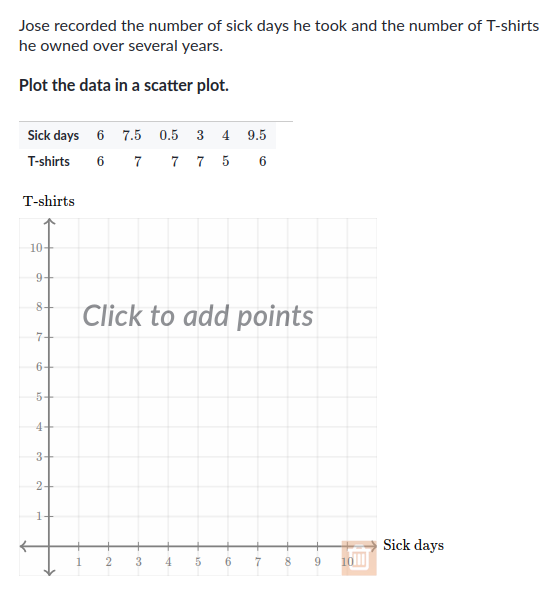 Jose recorded the number of sick days he took and the number of T-shirts
he owned over several years.
Plot the data in a scatter plot.
Sick days 6 7.5 0.5 3 4 9.5
T-shirts 6 7 7 7 5 6
T-shirts
10
9
8
Click to add points
7
6
5
4
3
2
1
Sick days
1 2 3 4 5 6 7 8 9 10